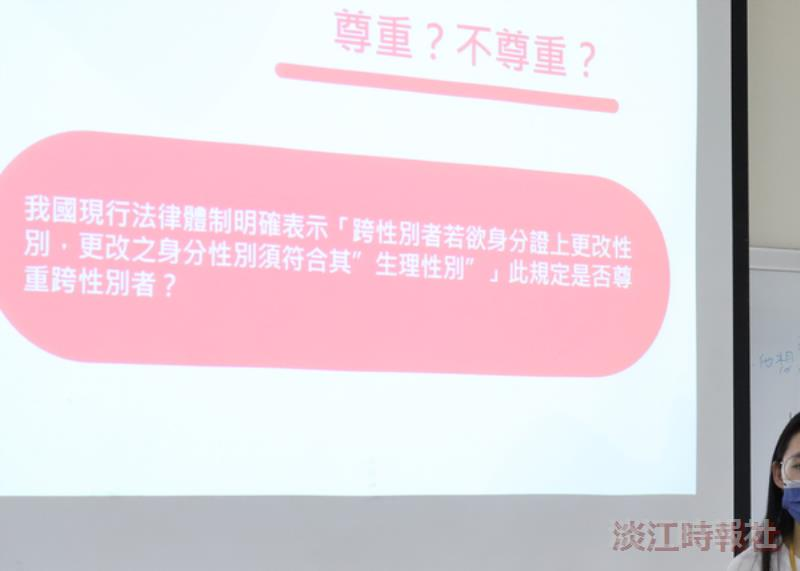 尊重？不尊重？
我國現行法律體制明確表示「跨性別者若欲身分證上更改性
別，更改之身分性別須符合其”生理性別”」此規定是否尊
重跨性別者？
他想
淡江時報社